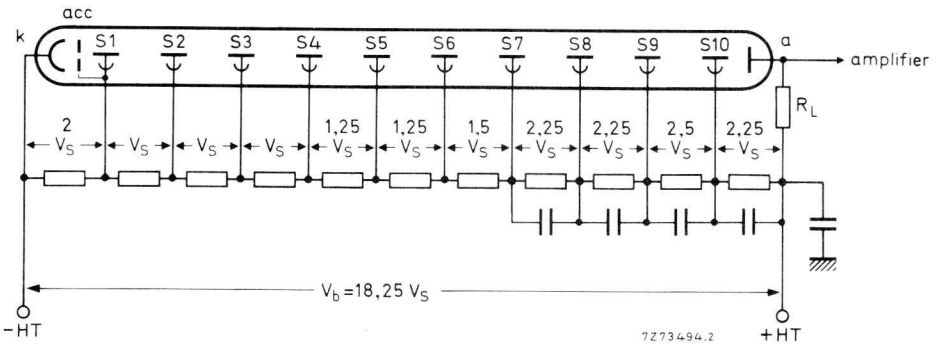 acc
k S1 S2 S3 S4 S5 S6 S7 S8 S9 S10 a
amplifier
R_L
2 1,25 1,25 1,5 2,25 2,25 2,5 2,25
V_S V_S V_S V_S V_S V_S V_S V_S V_S V_S V_S
V_b=18,25 V_S
-HT 7Z73494.2 +HT